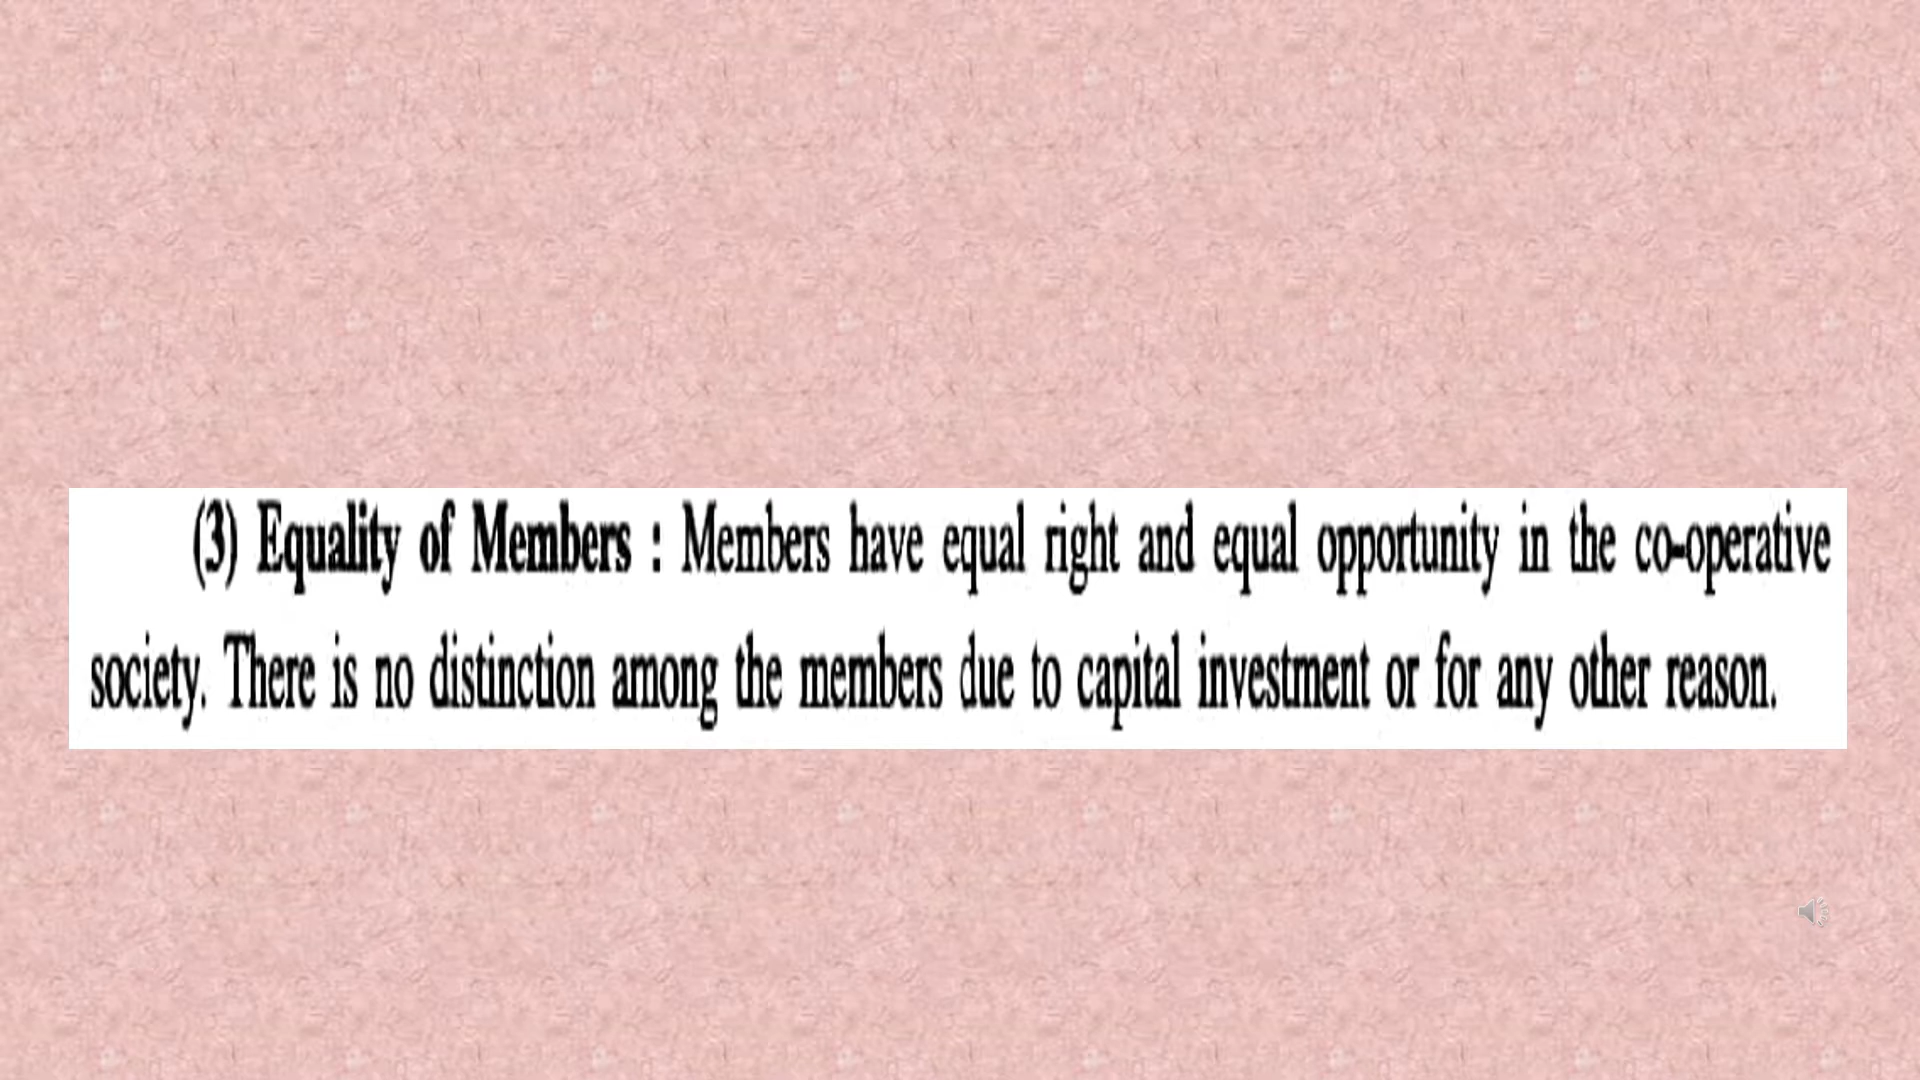 (3) Equality of Members : Members have equal right and equal opportunity in the co-operative
society. There is no distinction among the members due to capital investment or for any other reason.